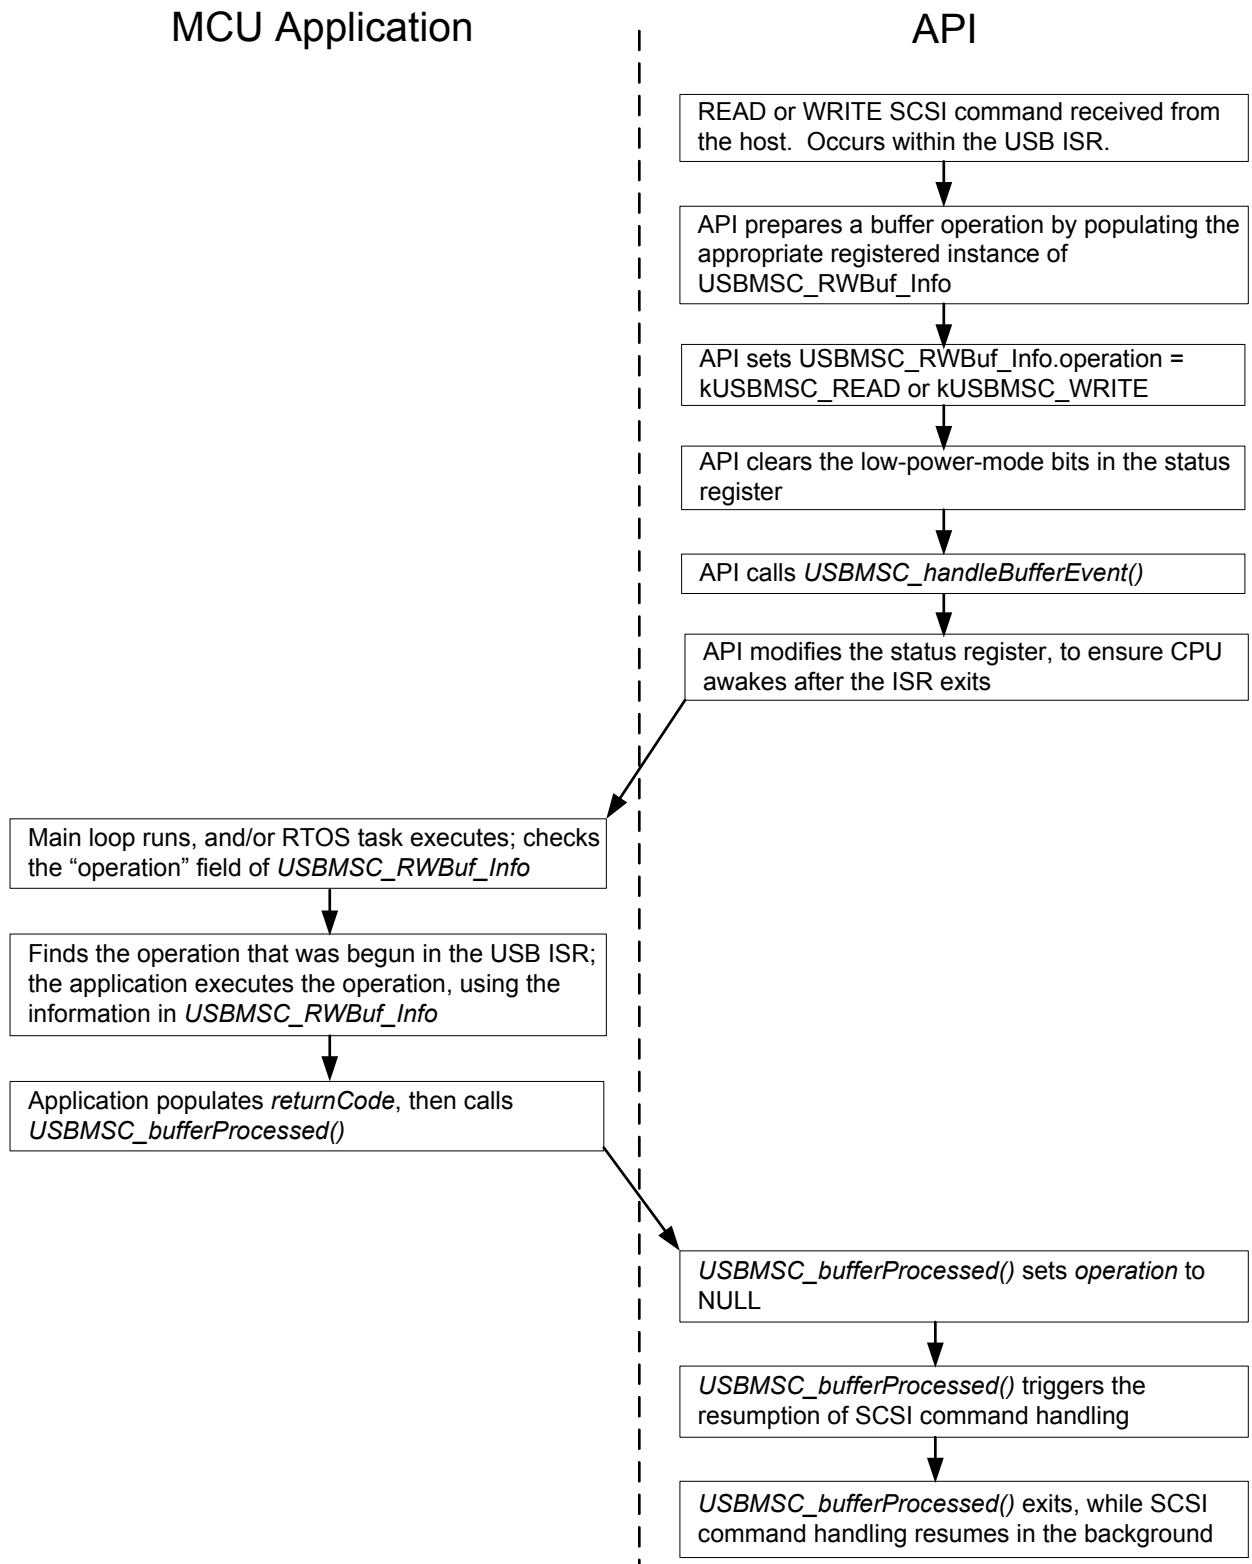 MCU Application
API
READ or WRITE SCSI command received from
the host.  Occurs within the USB ISR.
API prepares a buffer operation by populating the
appropriate registered instance of
USBMSC_RWBuf_Info
API sets USBMSC_RWBuf_Info.operation =
kUSBMSC_READ or kUSBMSC_WRITE
API clears the low-power-mode bits in the status
register
API calls USBMSC_handleBufferEvent()
API modifies the status register, to ensure CPU
awakes after the ISR exits
Main loop runs, and/or RTOS task executes; checks
the “operation” field of USBMSC_RWBuf_Info
Finds the operation that was begun in the USB ISR;
the application executes the operation, using the
information in USBMSC_RWBuf_Info
Application populates returnCode, then calls
USBMSC_bufferProcessed()
USBMSC_bufferProcessed() sets operation to
NULL
USBMSC_bufferProcessed() triggers the
resumption of SCSI command handling
USBMSC_bufferProcessed() exits, while SCSI
command handling resumes in the background